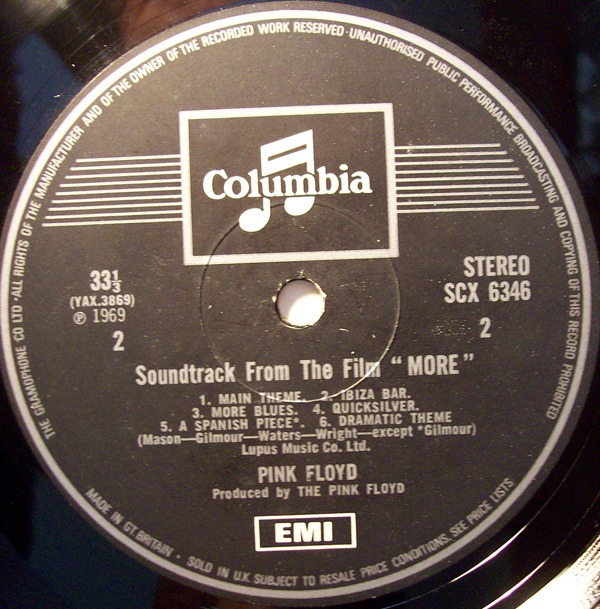 THE GRAMOPHONE CO LTD · ALL RIGHTS OF THE MANUFACTURER AND OF THE OWNER OF THE RECORDED WORK RESERVED · UNAUTHORISED PUBLIC PERFORMANCE BROADCASTING AND COPYING OF THIS RECORD PROHIBITED
Columbia
33⅓
(YAX.3869)
℗ 1969
2
STEREO
SCX 6346
2
Soundtrack From The Film “MORE”
1. MAIN THEME. 2. IBIZA BAR.
3. MORE BLUES. 4. QUICKSILVER.
5. A SPANISH PIECE*. 6. DRAMATIC THEME
(Mason—Gilmour—Waters—Wright—except *Gilmour)
Lupus Music Co. Ltd.
PINK FLOYD
Produced by THE PINK FLOYD
EMI
MADE IN GT. BRITAIN · SOLD IN U.K. SUBJECT TO RESALE PRICE CONDITIONS, SEE PRICE LISTS